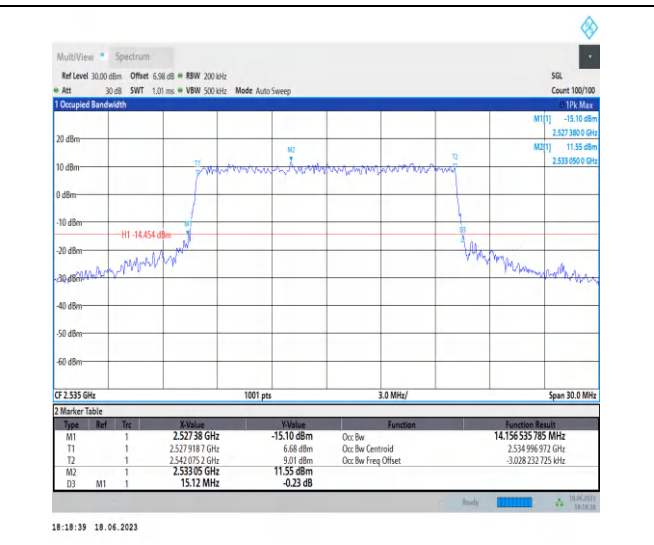 MultiView Spectrum
Ref Level 30.00 dBm Offset 6.98 dB RBW 200 kHz SGL
Att 30 dB SWT 1.01 ms VBW 500 kHz Mode Auto Sweep Count 100/100
1 Occupied Bandwidth 1Pk Max
M1[1] -15.10 dBm
2.527 380 0 GHz
M2[1] 11.55 dBm
2.533 050 0 GHz
20 dBm
M2
T1
T2
10 dBm
0 dBm
-10 dBm
M1
D3
H1 -14.454 dBm
-20 dBm
-30 dBm
-40 dBm
-50 dBm
-60 dBm
CF 2.535 GHz 1001 pts 3.0 MHz/ Span 30.0 MHz
2 Marker Table
Type Ref Trc X-Value Y-Value Function Function Result
M1 1 2.527 38 GHz -15.10 dBm Occ Bw 14.156 535 785 MHz
T1 1 2.527 918 7 GHz 6.68 dBm Occ Bw Centroid 2.534 996 972 GHz
T2 1 2.542 075 2 GHz 9.01 dBm Occ Bw Freq Offset -3.028 232 725 kHz
M2 1 2.533 05 GHz 11.55 dBm
D3 M1 1 15.12 MHz -0.23 dB
Ready 18.06.2023
18:18:38
18:18:39 18.06.2023